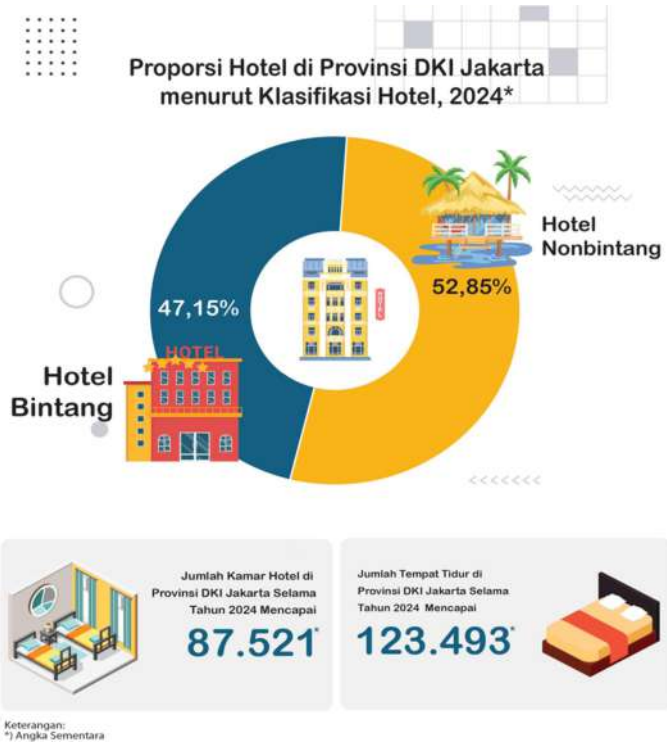 Proporsi Hotel di Provinsi DKI Jakarta
menurut Klasifikasi Hotel, 2024*
Hotel
Nonbintang
52,85%
47,15%
HOTEL
HOTEL
Hotel
Bintang
Jumlah Kamar Hotel di
Provinsi DKI Jakarta Selama
Tahun 2024 Mencapai
87.521*
Jumlah Tempat Tidur di
Provinsi DKI Jakarta Selama
Tahun 2024 Mencapai
123.493*
Keterangan:
*) Angka Sementara